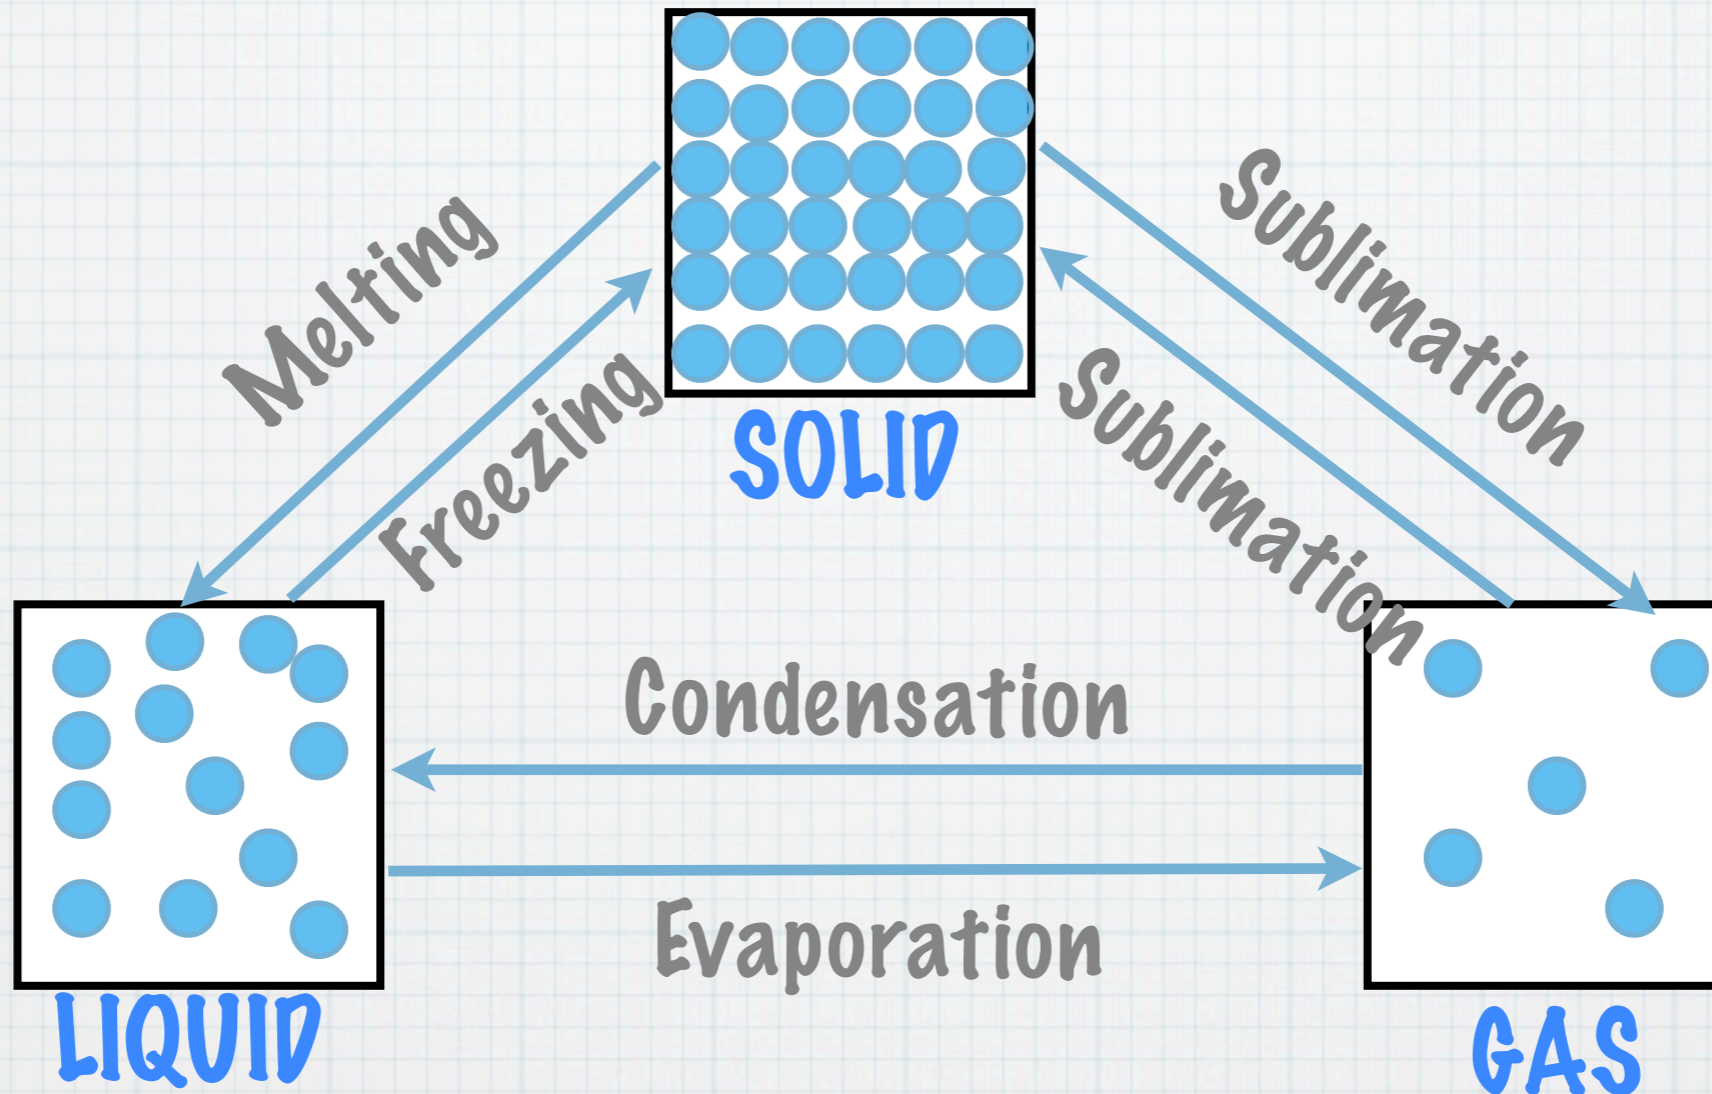 Melting
Freezing
SOLID
Sublimation
Sublimation
Condensation
Evaporation
LIQUID
GAS